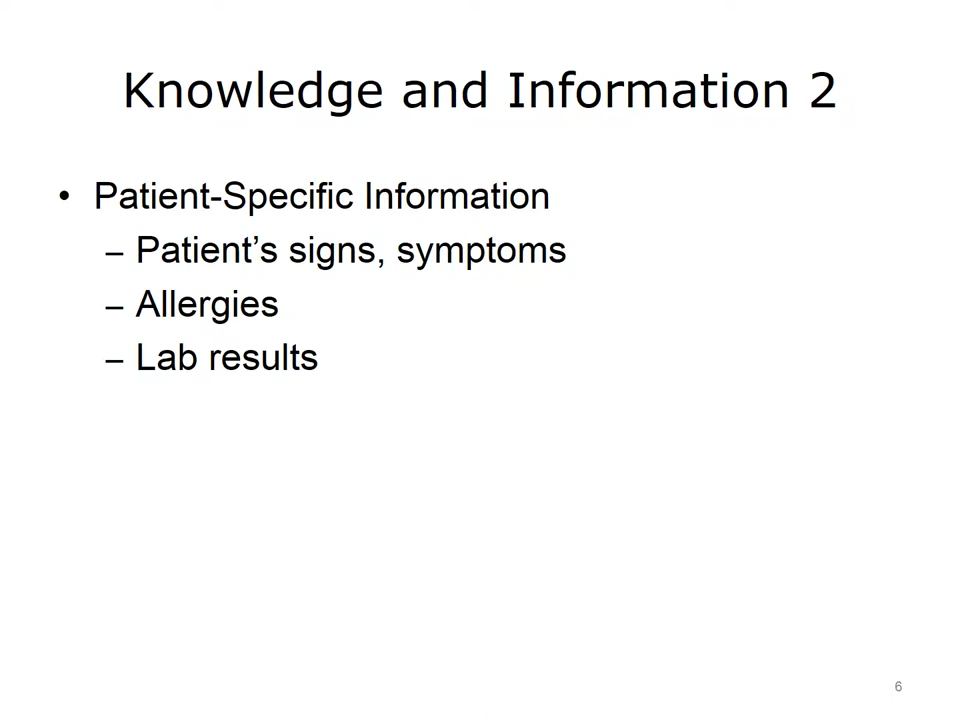 Knowledge and Information 2
• Patient-Specific Information
– Patient’s signs, symptoms
– Allergies
– Lab results
6